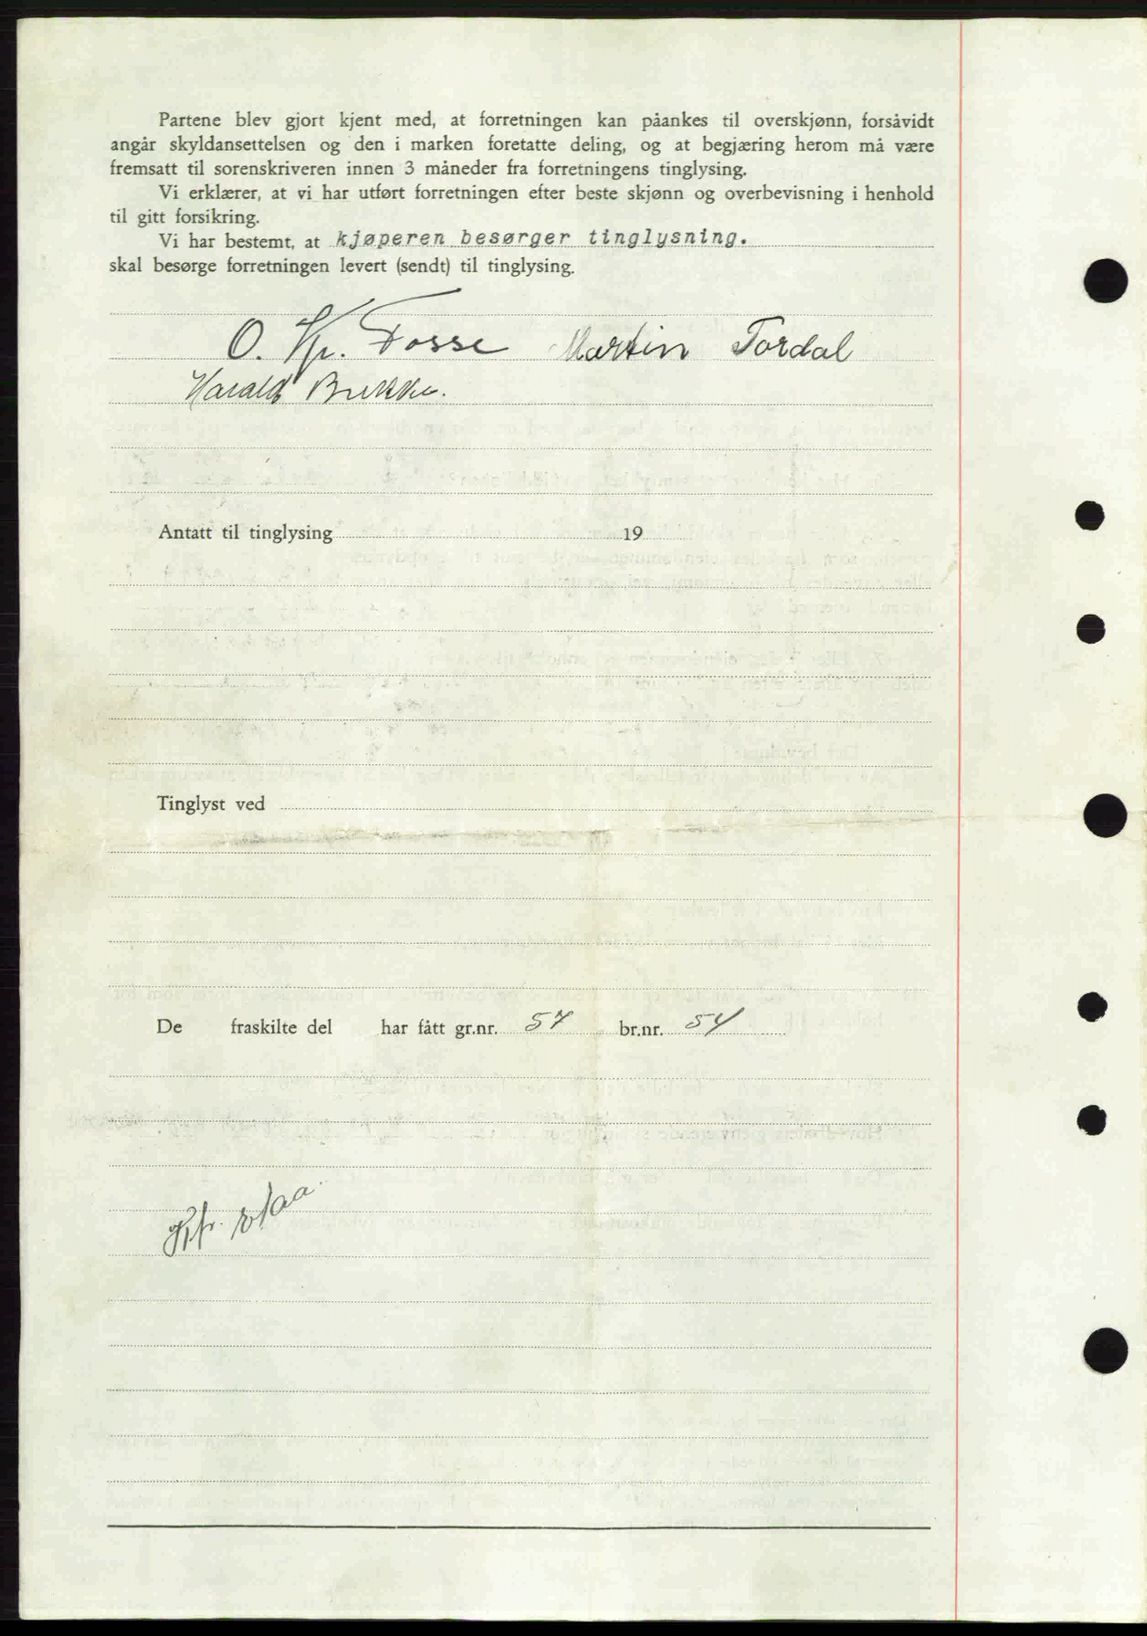 Partene blev gjort kjent med, at forretningen kan påankes til overskjønn, forsåvidt
angår skyldansettelsen og den i marken foretatte deling, og at begjæring herom må være
fremsatt til sorenskriveren innen 3 måneder fra forretningens tinglysing.
Vi erklærer, at vi har utført forretningen efter beste skjønn og overbevisning i henhold
til gitt forsikring.
Vi har bestemt, at kjøperen besørger tinglysning.
skal besørge forretningen levert (sendt) til tinglysing.
O. Kr. Fosse Martin Tordal
Harald Brekke.
Antatt til tinglysing 19
Tinglyst ved
De fraskilte del har fått gr.nr. 57 br.nr. 54